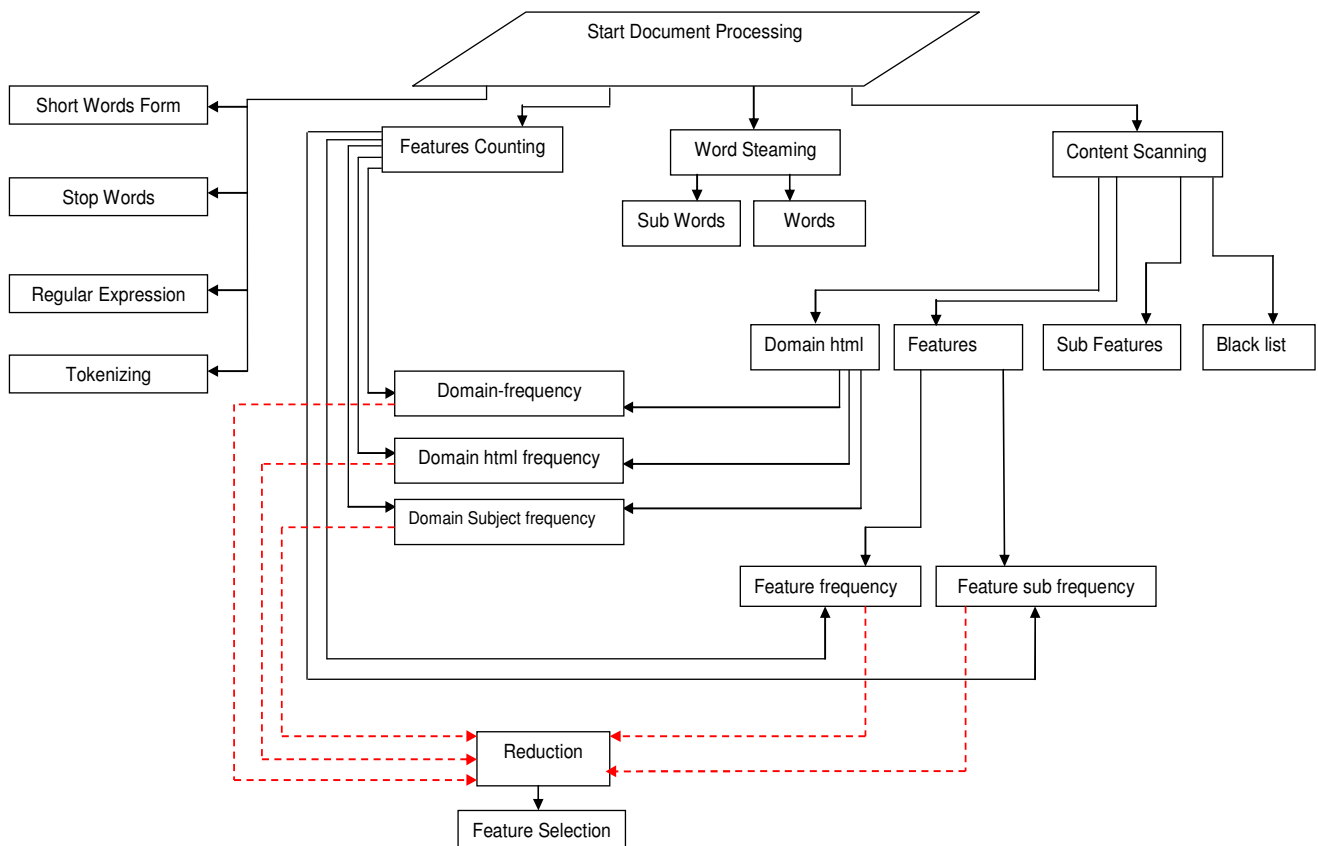 Start Document Processing
Short Words Form
Features Counting
Word Steaming
Content Scanning
Stop Words
Sub Words
Words
Regular Expression
Domain html
Features
Sub Features
Black list
Tokenizing
Domain-frequency
Domain html frequency
Domain Subject frequency
Feature frequency
Feature sub frequency
Reduction
Feature Selection